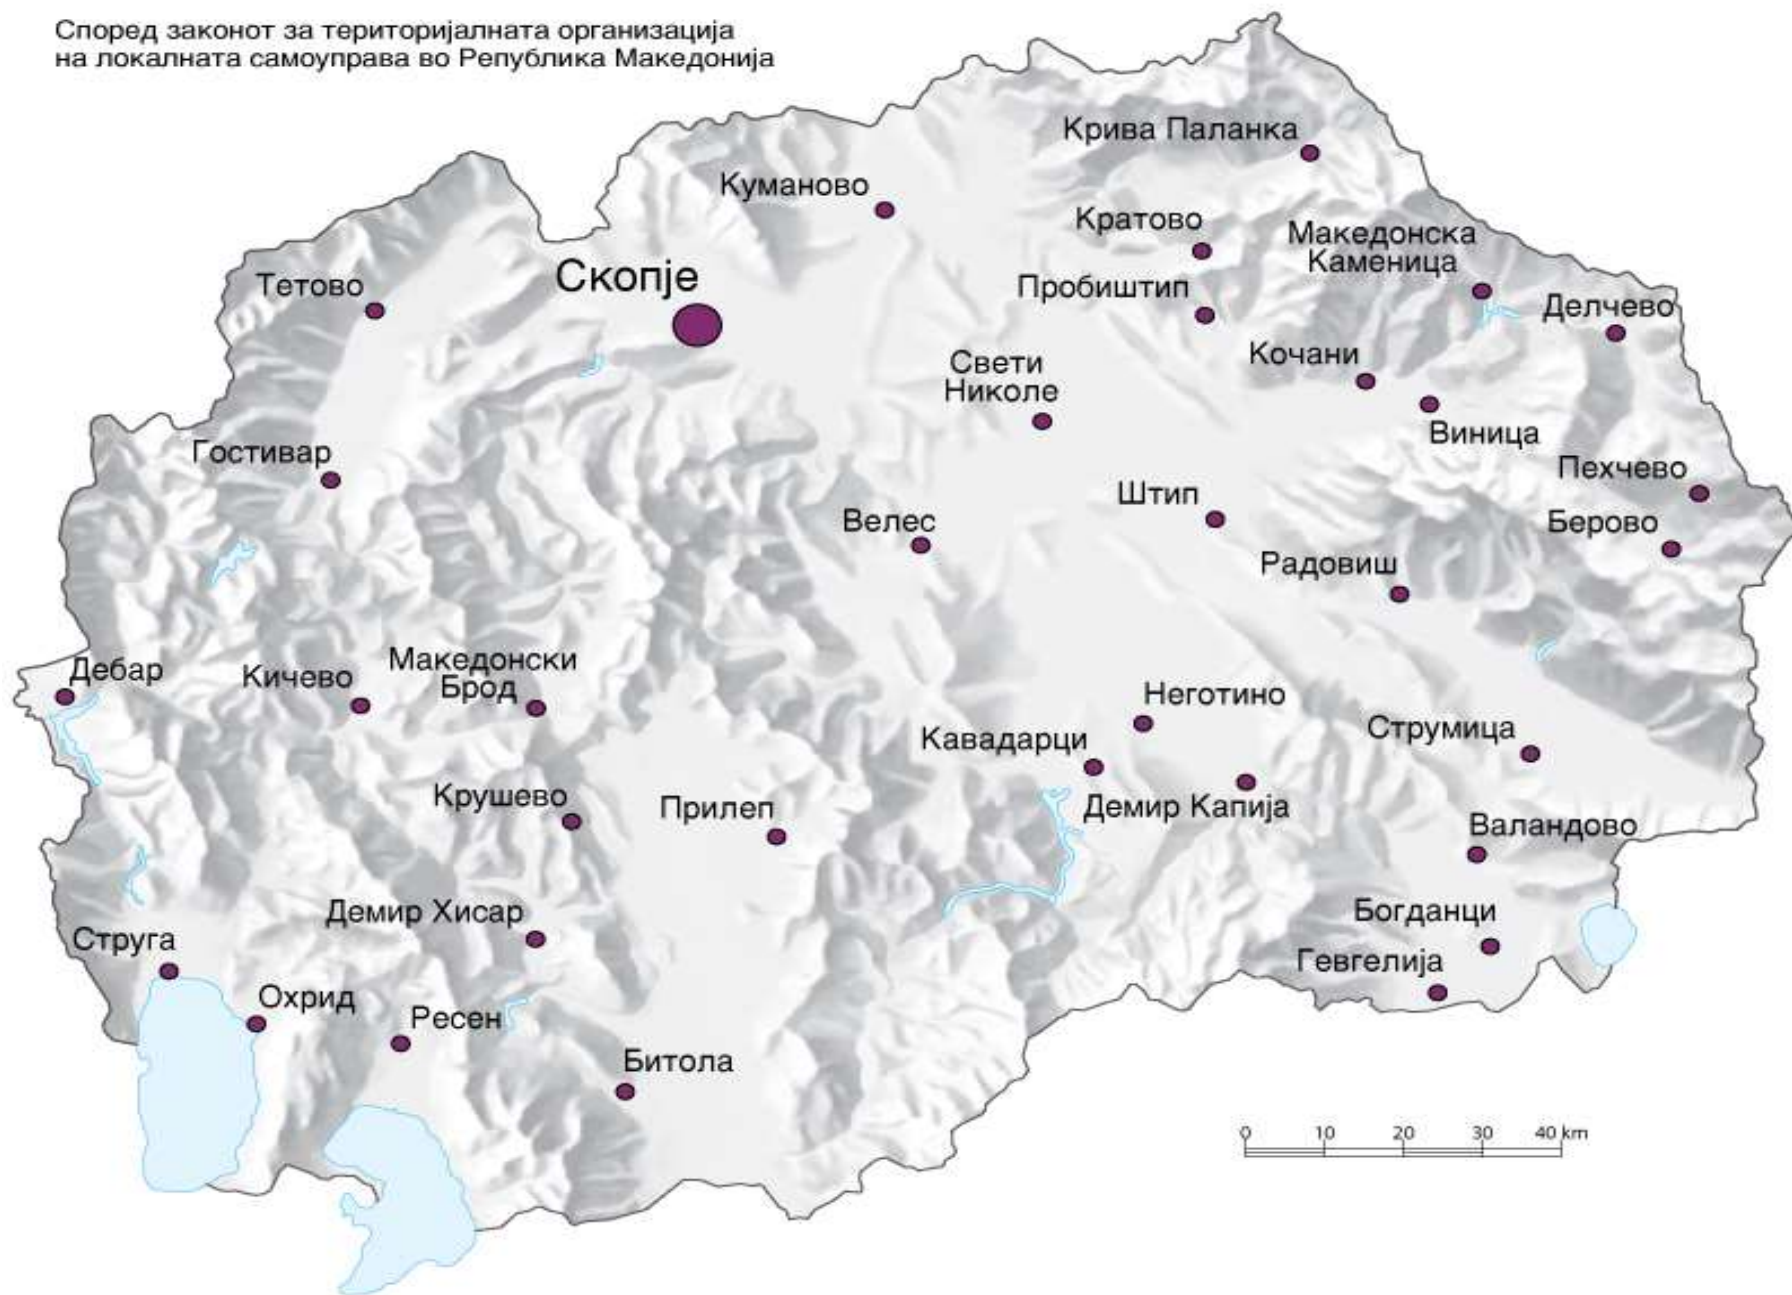 Според законот за територијалната организација
на локалната самоуправа во Република Македонија
Крива Паланка
Куманово
Кратово
Македонска
Каменица
Скопје
Тетово
Пробиштип
Делчево
Свети
Николе
Кочани
Виница
Гостивар
Пехчево
Штип
Велес
Берово
Радовиш
Дебар
Кичево
Македонски
Брод
Неготино
Струмица
Кавадарци
Крушево
Прилеп
Демир Капија
Валандово
Демир Хисар
Богданци
Струга
Гевгелија
Охрид
Ресен
Битола
0 10 20 30 40 km